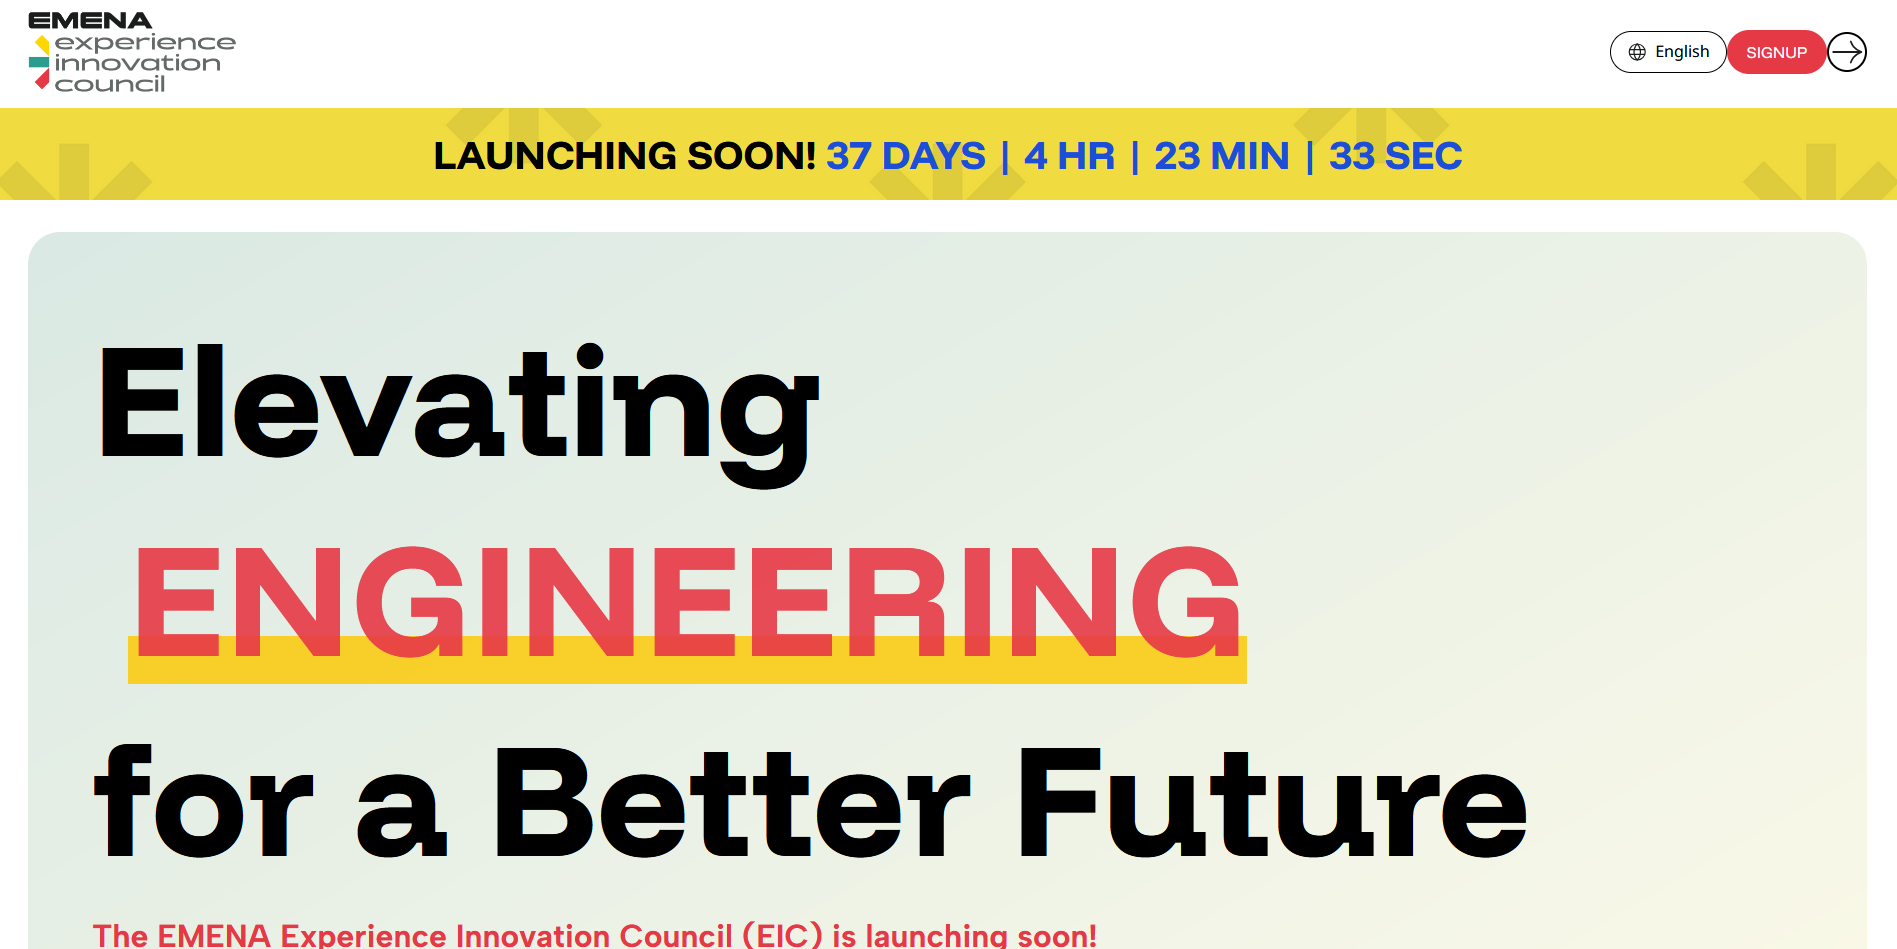 EMENA
experience
innovation
council
English
SIGNUP
LAUNCHING SOON! 37 DAYS | 4 HR | 23 MIN | 33 SEC
Elevating
ENGINEERING
for a Better Future
The EMENA Experience Innovation Council (EIC) is launching soon!